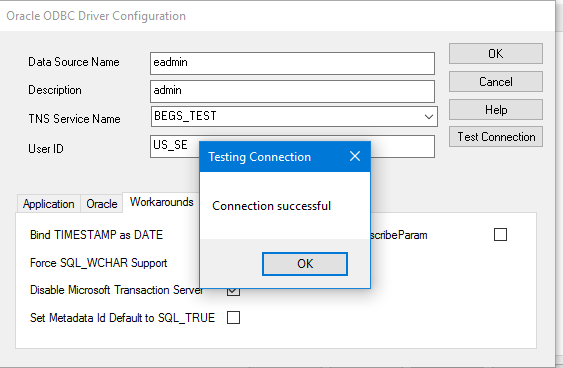 Oracle ODBC Driver Configuration
Data Source Name eadmin OK
Description admin Cancel
TNS Service Name BEGS_TEST Help
User ID US_SE Test Connection
Testing Connection
Connection successful
OK
Application Oracle Workarounds
Bind TIMESTAMP as DATE scribeParam
Force SQL_WCHAR Support
Disable Microsoft Transaction Server
Set Metadata Id Default to SQL_TRUE